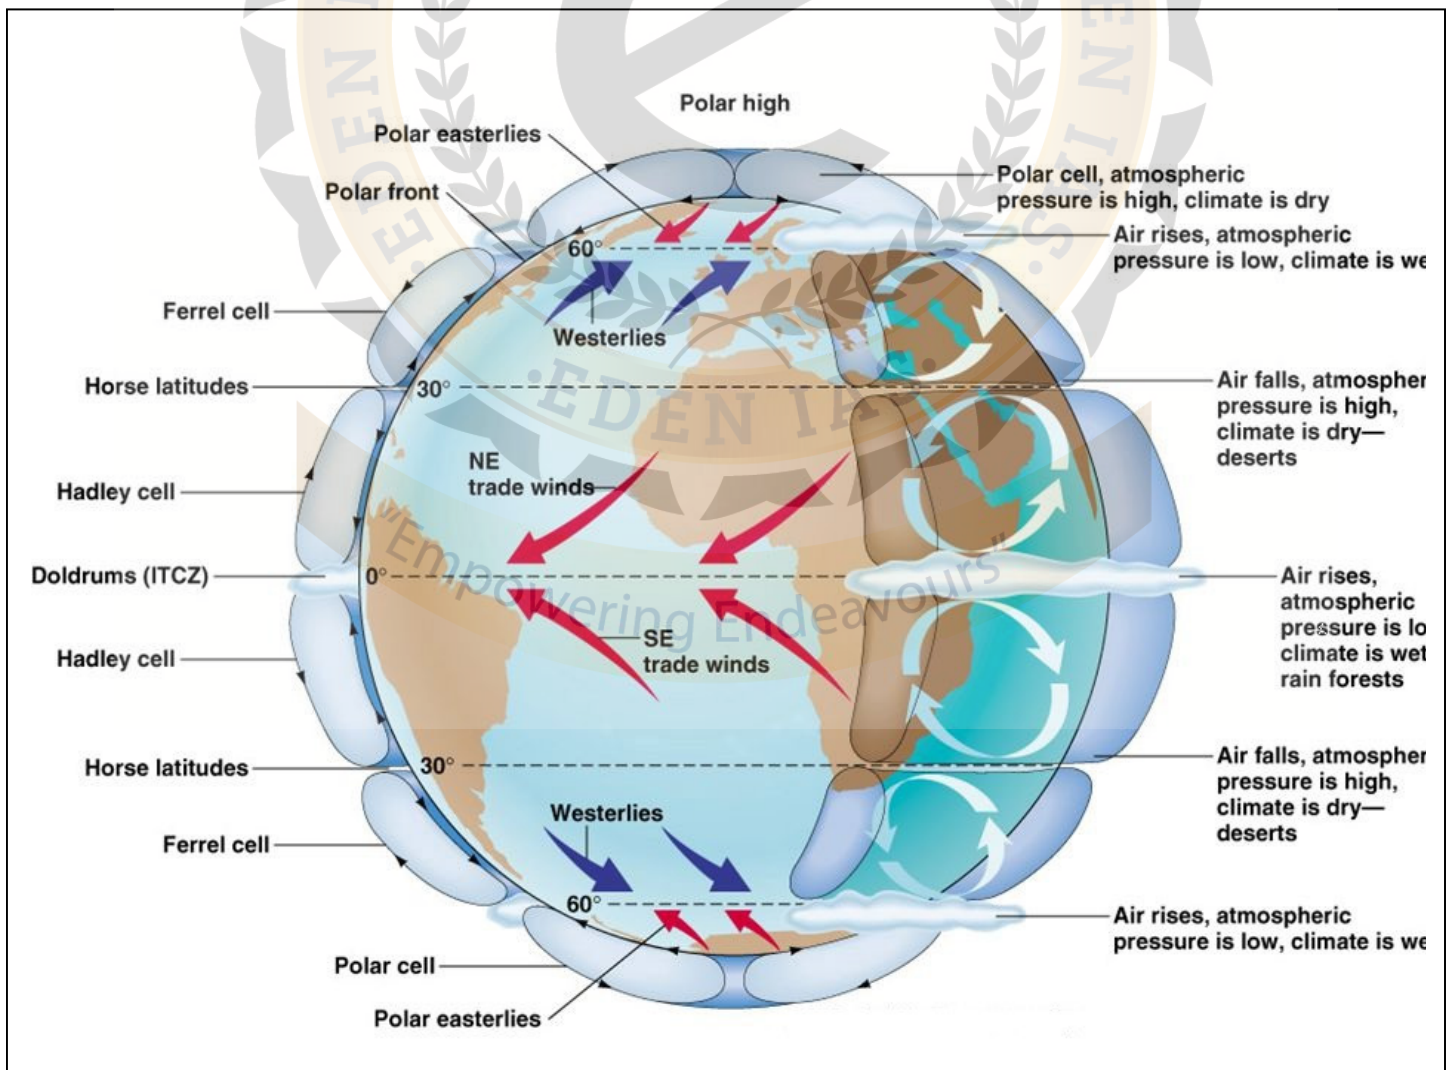 Polar high
Polar easterlies
Polar front
Polar cell, atmospheric
pressure is high, climate is dry
Air rises, atmospheric
pressure is low, climate is we
60°
Ferrel cell
Westerlies
Horse latitudes
30°
Air falls, atmospher
pressure is high,
climate is dry—
deserts
·EDEN IAS·
NE
trade winds
Hadley cell
Doldrums (ITCZ)
0°
"Empowering Endeavours"
Air rises,
atmospheric
pressure is lo
climate is wet
rain forests
SE
trade winds
Hadley cell
Horse latitudes
30°
Air falls, atmospher
pressure is high,
climate is dry—
deserts
Westerlies
Ferrel cell
60°
Air rises, atmospheric
pressure is low, climate is we
Polar cell
Polar easterlies